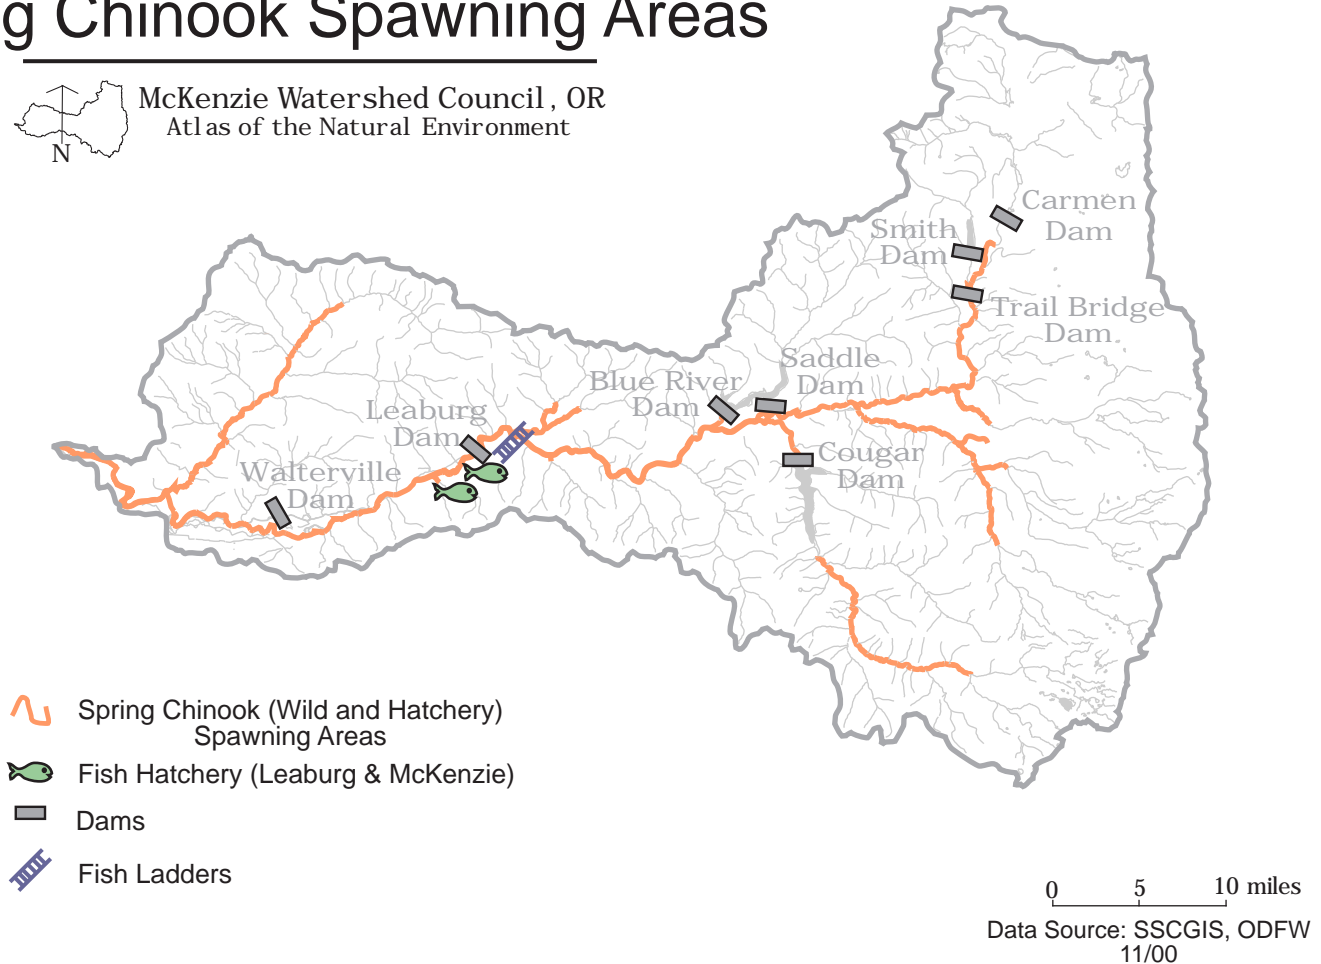 g Chinook Spawning Areas
McKenzie Watershed Council, OR
Atlas of the Natural Environment
N
Carmen
Dam
Smith
Dam
Trail Bridge
Dam
Saddle
Dam
Blue River
Dam
Leaburg
Dam
Cougar
Dam
Walterville
Dam
Spring Chinook (Wild and Hatchery)
Spawning Areas
Fish Hatchery (Leaburg & McKenzie)
Dams
Fish Ladders
0 5 10 miles
Data Source: SSCGIS, ODFW
11/00